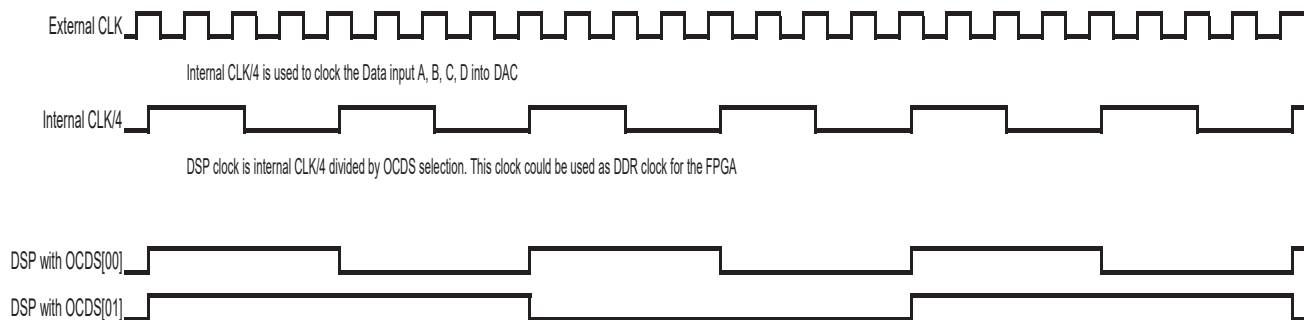 External CLK
Internal CLK/4 is used to clock the Data input A, B, C, D into DAC
Internal CLK/4
DSP clock is internal CLK/4 divided by OCDS selection. This clock could be used as DDR clock for the FPGA
DSP with OCDS[00]
DSP with OCDS[01]